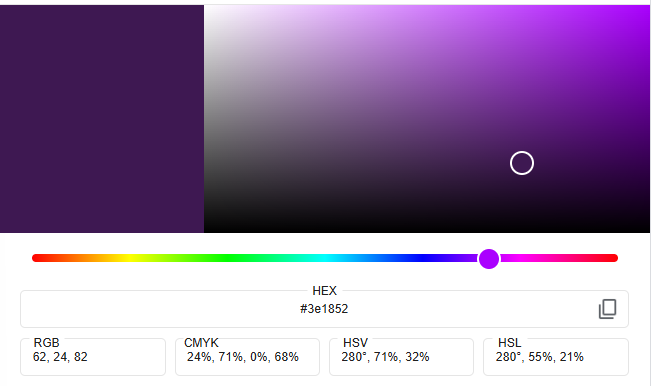 HEX
#3e1852
RGB CMYK HSV HSL
62, 24, 82 24%, 71%, 0%, 68% 280°, 71%, 32% 280°, 55%, 21%